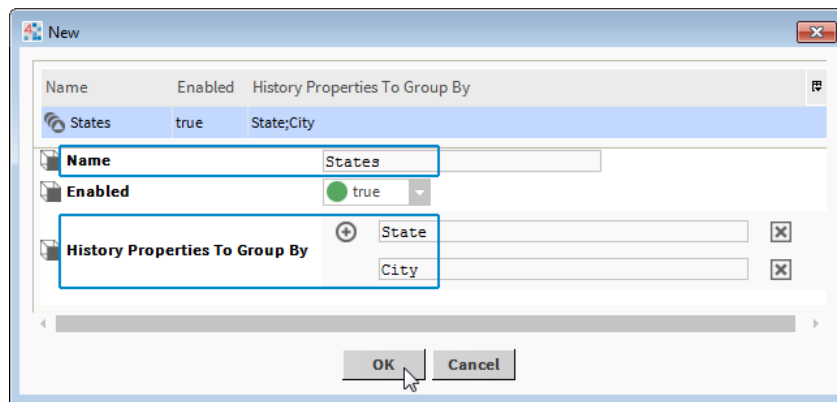 New
Name Enabled History Properties To Group By
States true State;City
Name States
Enabled true
History Properties To Group By State
City
OK Cancel